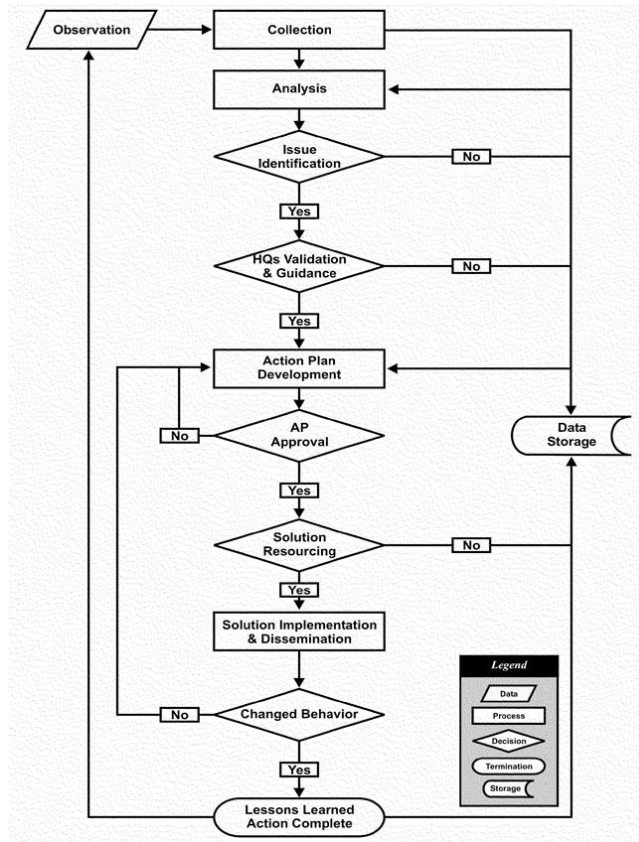 Observation
Collection
Analysis
Issue
Identification
No
Yes
HQs Validation
& Guidance
No
Yes
Action Plan
Development
No
AP
Approval
Data
Storage
Yes
Solution
Resourcing
No
Yes
Solution Implementation
& Dissemination
No
Changed Behavior
Yes
Lessons Learned
Action Complete
Legend
Data
Process
Decision
Termination
Storage